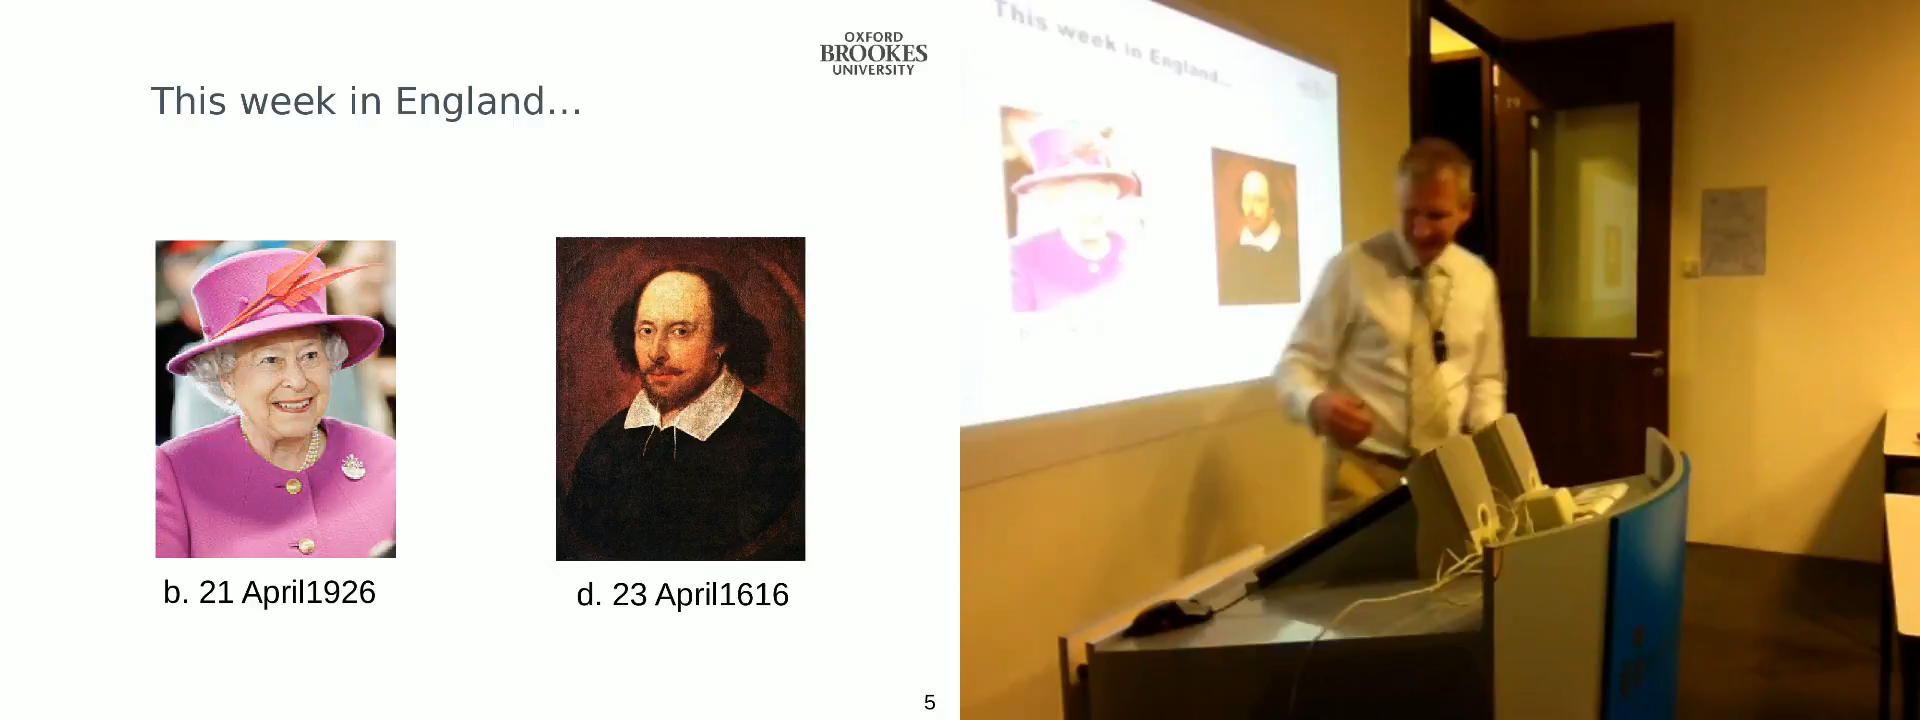 OXFORD
BROOKES
UNIVERSITY
This week in England...
b. 21 April1926
d. 23 April1616
5
This week in England...